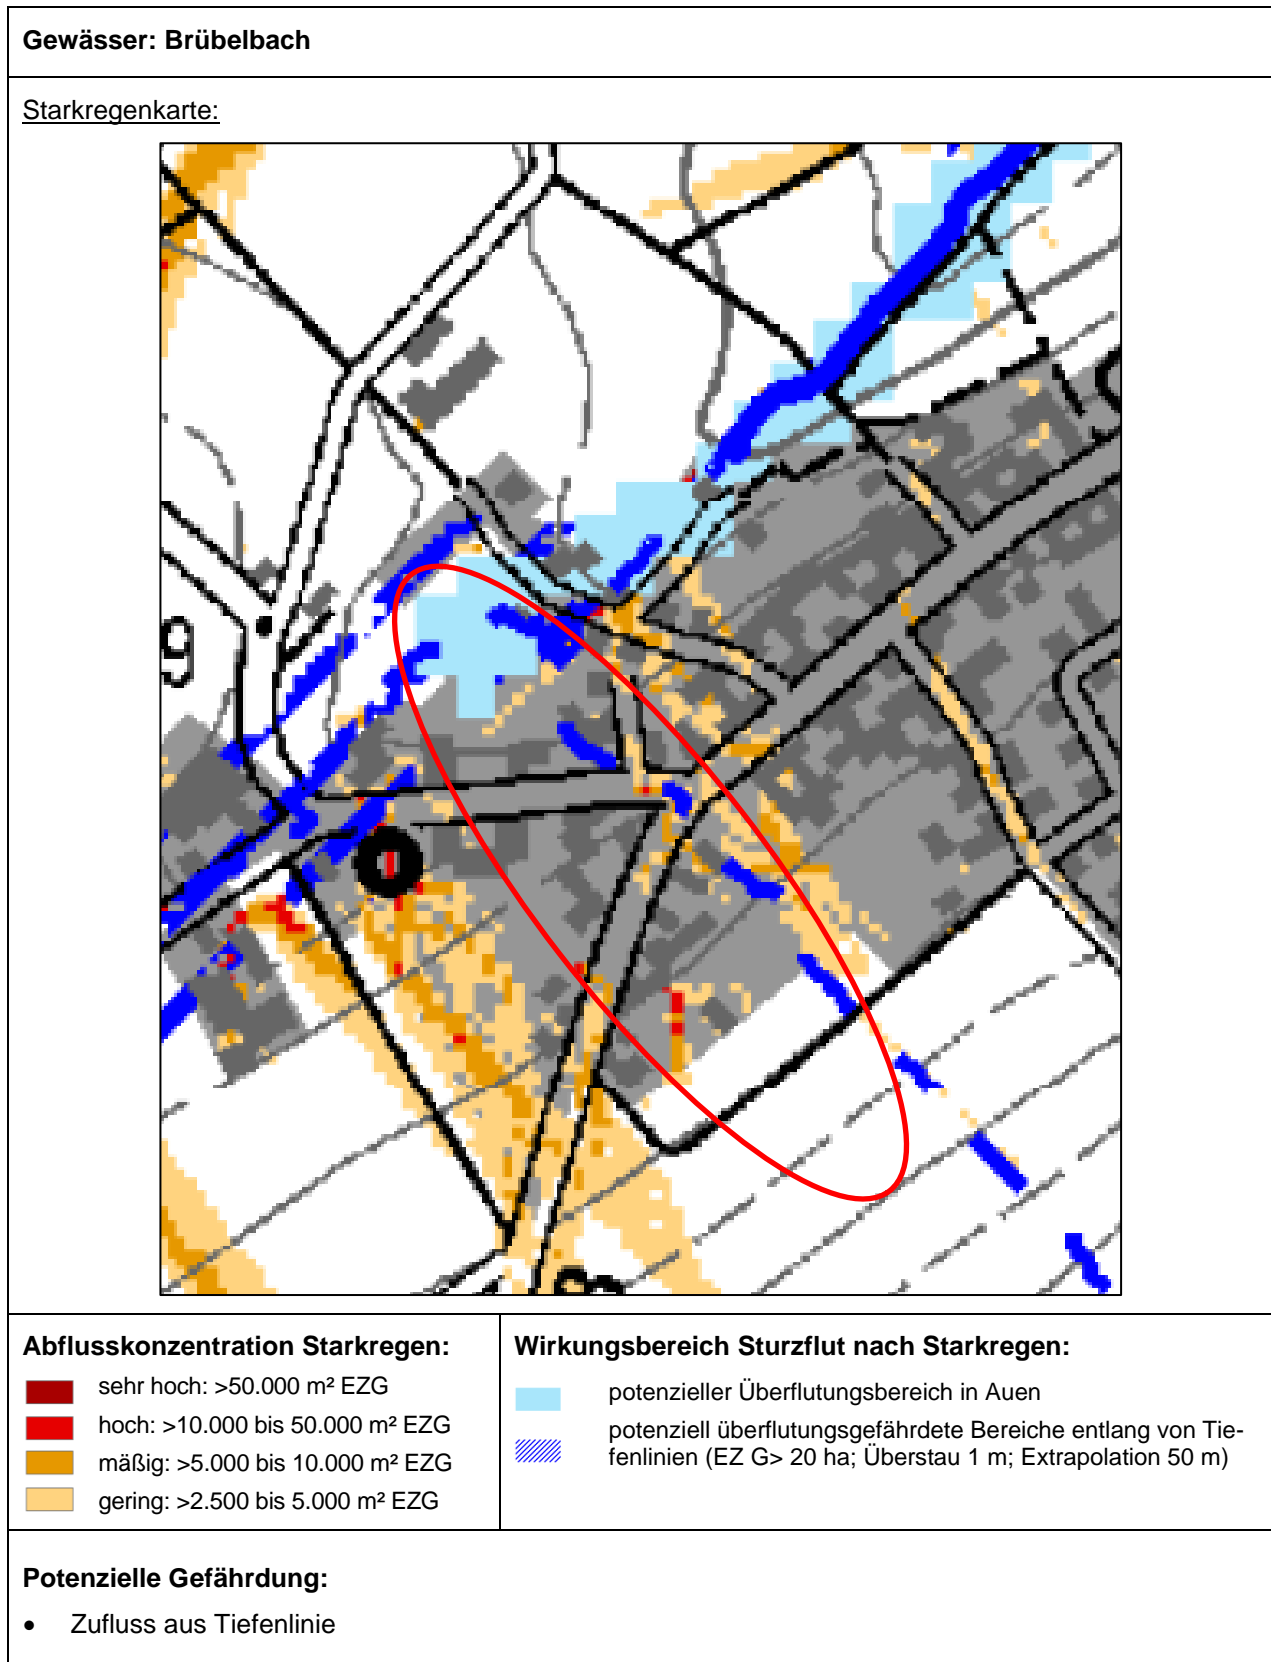 Gewässer: Brübelbach
Starkregenkarte:
9
Abflusskonzentration Starkregen:
sehr hoch: >50.000 m² EZG
hoch: >10.000 bis 50.000 m² EZG
mäßig: >5.000 bis 10.000 m² EZG
gering: >2.500 bis 5.000 m² EZG
Wirkungsbereich Sturzflut nach Starkregen:
potenzieller Überflutungsbereich in Auen
potenziell überflutungsgefährdete Bereiche entlang von Tie-
fenlinien (EZ G> 20 ha; Überstau 1 m; Extrapolation 50 m)
Potenzielle Gefährdung:
• Zufluss aus Tiefenlinie